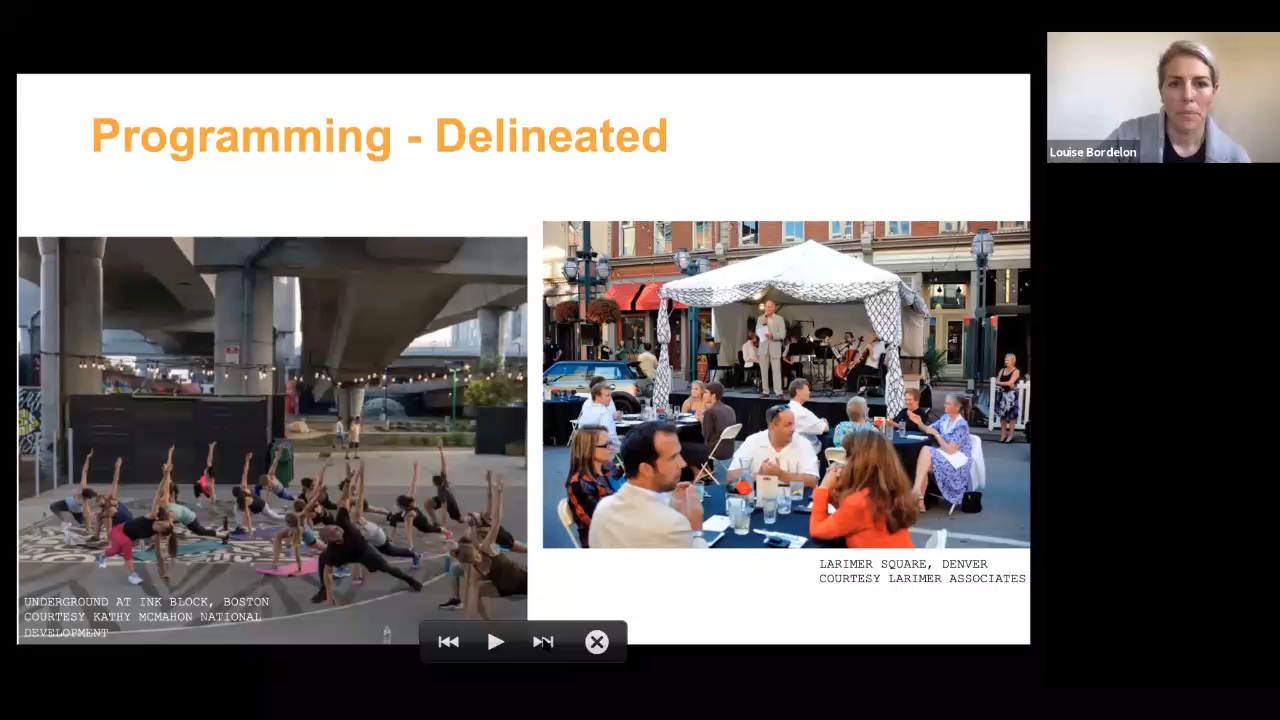 Programming - Delineated
Louise Bordelon
LARIMER SQUARE, DENVER
COURTESY LARIMER ASSOCIATES
UNDERGROUND AT INK BLOCK, BOSTON
COURTESY KATHY MCMAHON NATIONAL
DEVELOPMENT